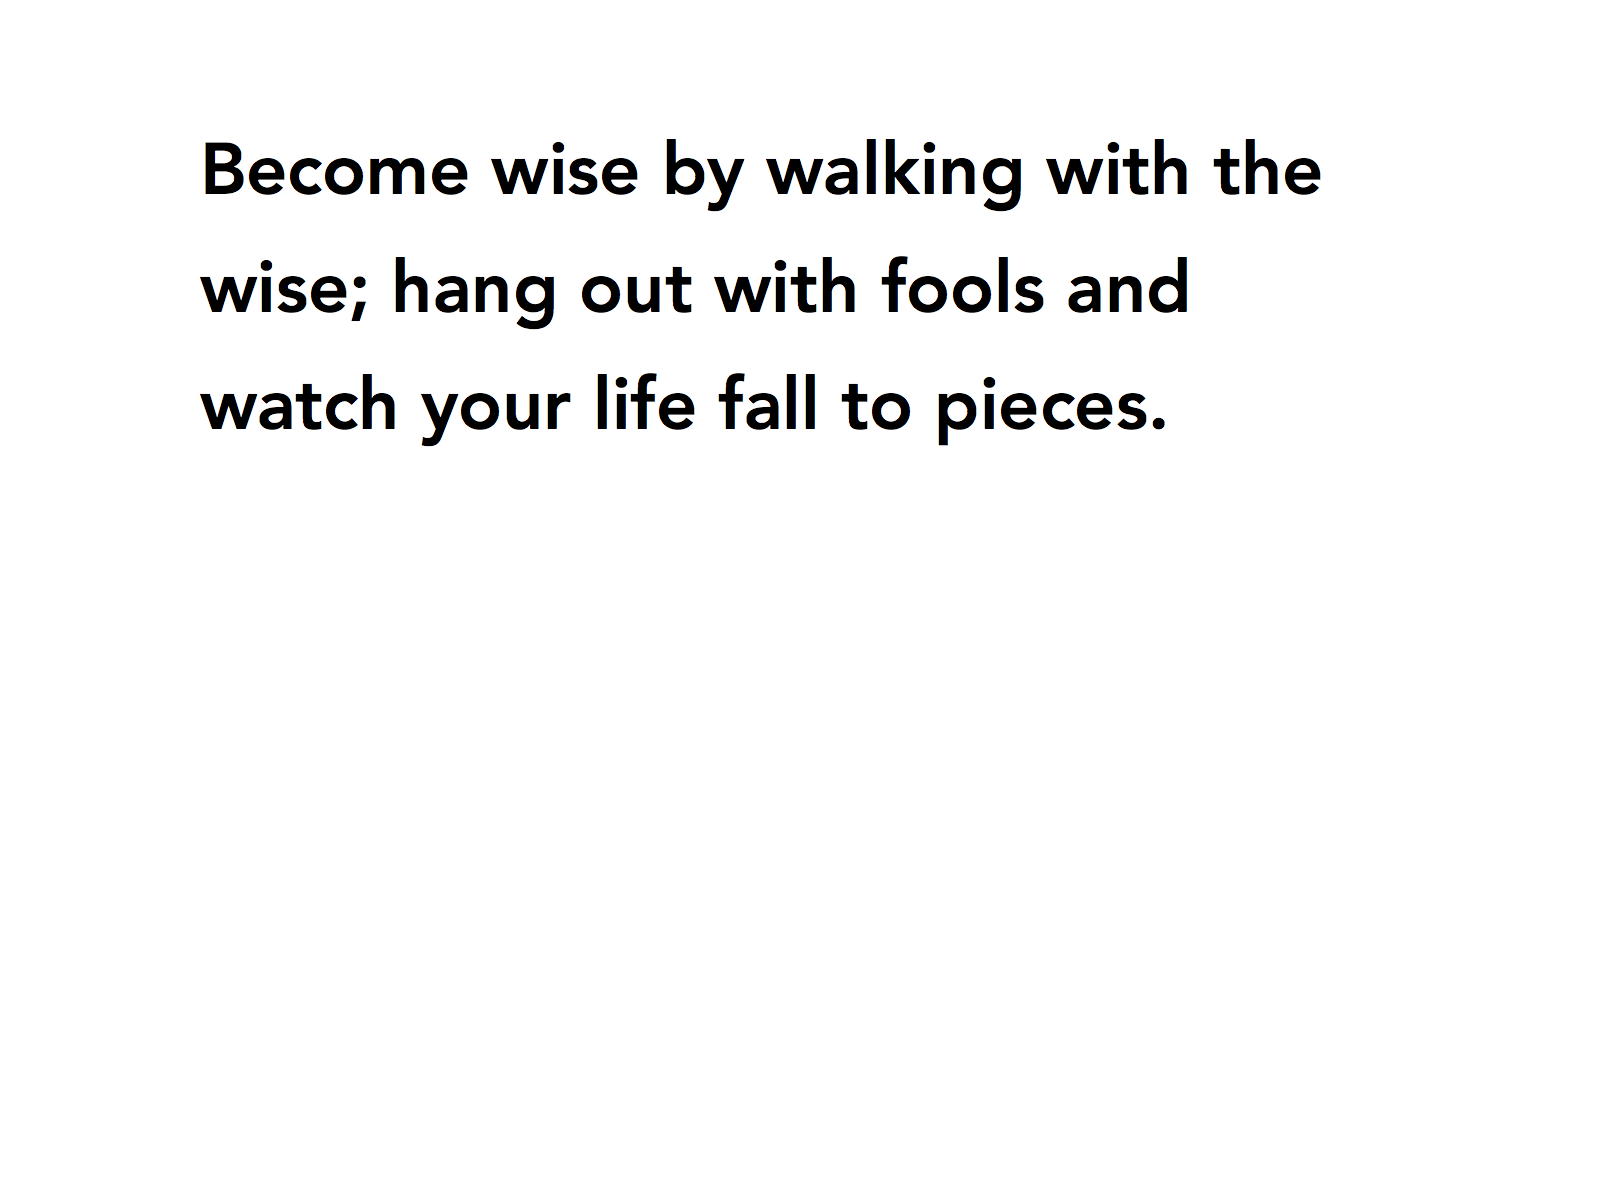 Become wise by walking with the
wise; hang out with fools and
watch your life fall to pieces.